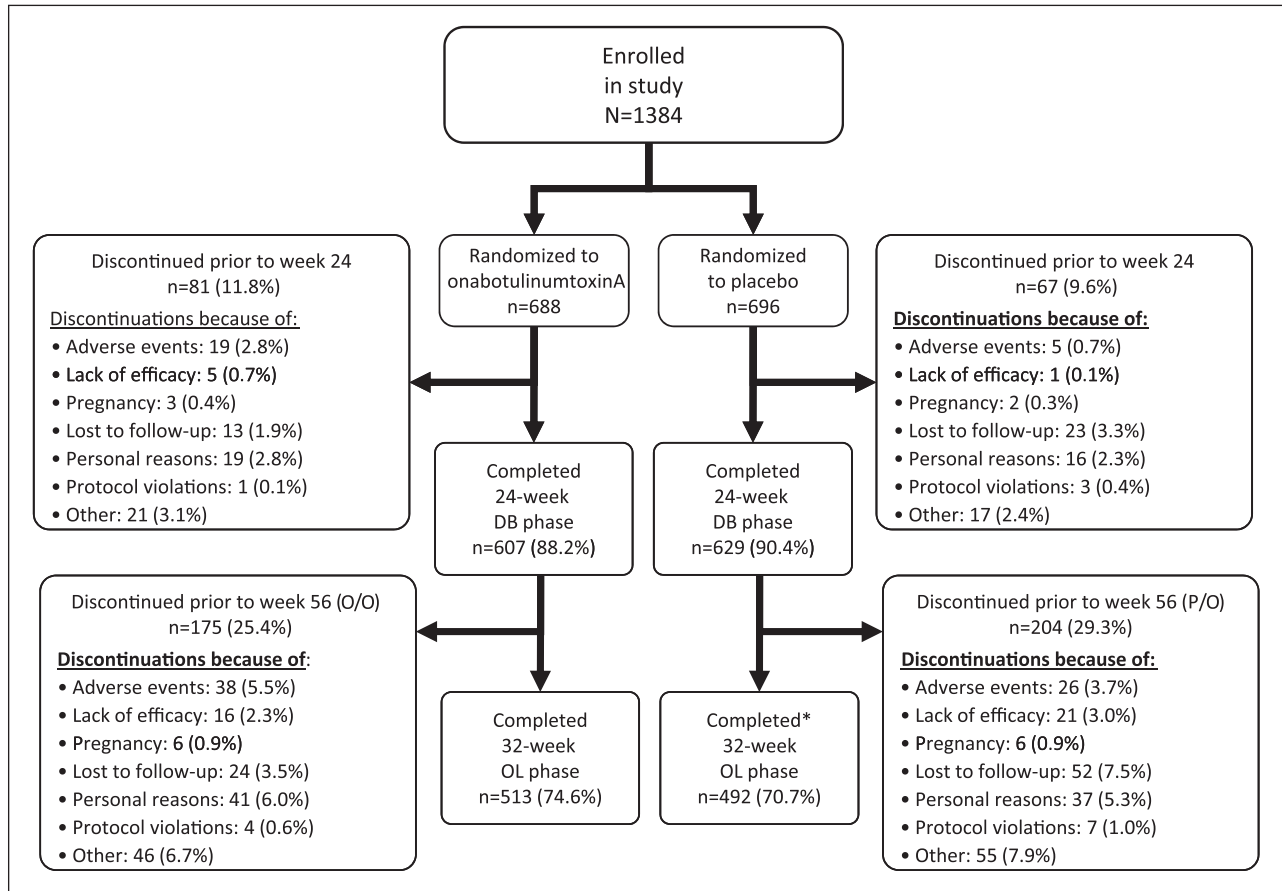 Enrolled
in study
N=1384
Randomized to
onabotulinumtoxinA
n=688
Randomized
to placebo
n=696
Discontinued prior to week 24
n=81 (11.8%)
Discontinuations because of:
• Adverse events: 19 (2.8%)
• Lack of efficacy: 5 (0.7%)
• Pregnancy: 3 (0.4%)
• Lost to follow-up: 13 (1.9%)
• Personal reasons: 19 (2.8%)
• Protocol violations: 1 (0.1%)
• Other: 21 (3.1%)
Discontinued prior to week 24
n=67 (9.6%)
Discontinuations because of:
• Adverse events: 5 (0.7%)
• Lack of efficacy: 1 (0.1%)
• Pregnancy: 2 (0.3%)
• Lost to follow-up: 23 (3.3%)
• Personal reasons: 16 (2.3%)
• Protocol violations: 3 (0.4%)
• Other: 17 (2.4%)
Completed
24-week
DB phase
n=607 (88.2%)
Completed
24-week
DB phase
n=629 (90.4%)
Discontinued prior to week 56 (O/O)
n=175 (25.4%)
Discontinuations because of:
• Adverse events: 38 (5.5%)
• Lack of efficacy: 16 (2.3%)
• Pregnancy: 6 (0.9%)
• Lost to follow-up: 24 (3.5%)
• Personal reasons: 41 (6.0%)
• Protocol violations: 4 (0.6%)
• Other: 46 (6.7%)
Completed
32-week
OL phase
n=513 (74.6%)
Completed*
32-week
OL phase
n=492 (70.7%)
Discontinued prior to week 56 (P/O)
n=204 (29.3%)
Discontinuations because of:
• Adverse events: 26 (3.7%)
• Lack of efficacy: 21 (3.0%)
• Pregnancy: 6 (0.9%)
• Lost to follow-up: 52 (7.5%)
• Personal reasons: 37 (5.3%)
• Protocol violations: 7 (1.0%)
• Other: 55 (7.9%)